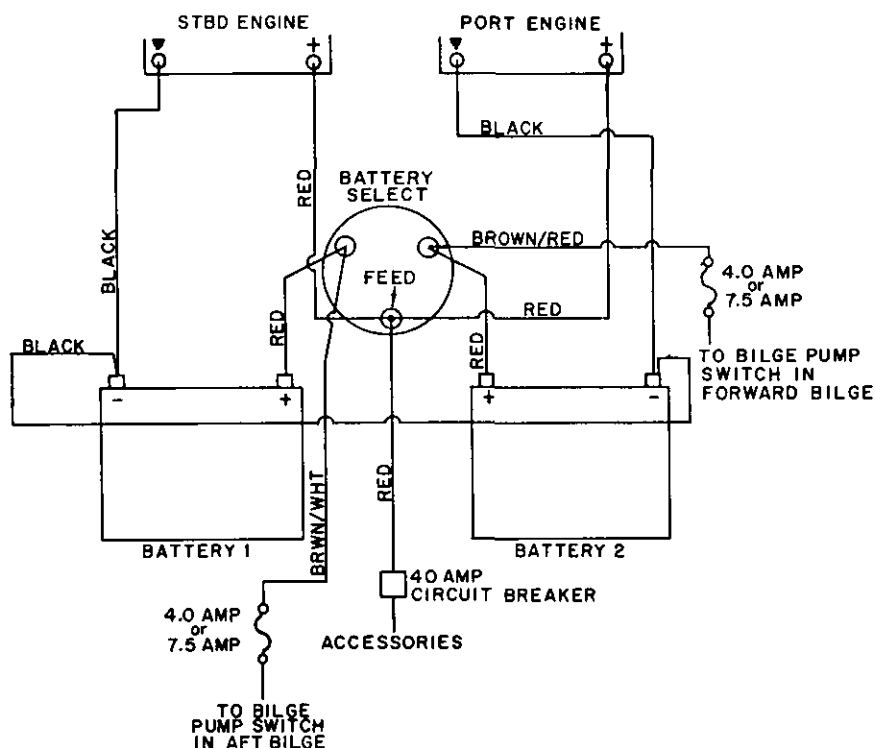 STBD ENGINE
PORT ENGINE
+
+
BLACK
RED
BATTERY
SELECT
BLACK
BROWN/RED
4.0 AMP
or
7.5 AMP
FEED
RED
RED
RED
BLACK
TO BILGE PUMP
SWITCH IN
FORWARD BILGE
-
+
+
-
RED
BRWN/WHT
BATTERY 1
BATTERY 2
40 AMP
CIRCUIT BREAKER
4.0 AMP
or
7.5 AMP
ACCESSORIES
TO BILGE
PUMP SWITCH
IN AFT BILGE